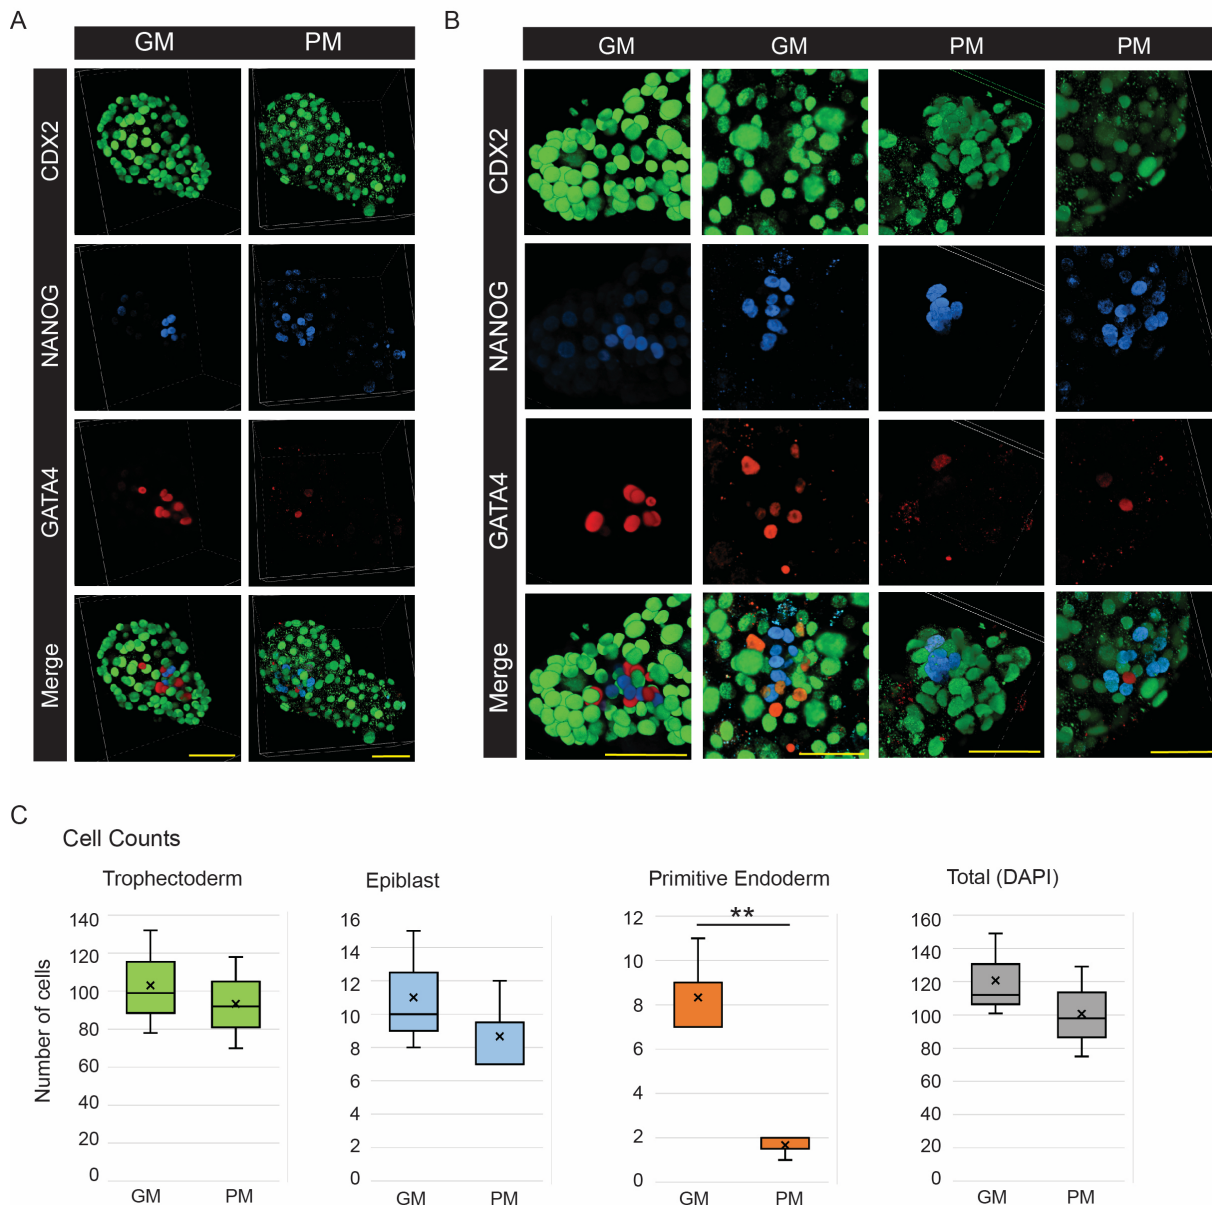 A
B
GM PM
GM GM PM PM
CDX2
CDX2
NANOG
NANOG
GATA4
GATA4
Merge
Merge
C
Cell Counts
Trophectoderm
Epiblast
Primitive Endoderm
Total (DAPI)
Number of cells
140
120
100
80
60
40
20
0
GM PM
16
14
12
10
8
6
4
2
0
GM PM
12
10
8
6
4
2
0
**
GM PM
160
140
120
100
80
60
40
20
0
GM PM